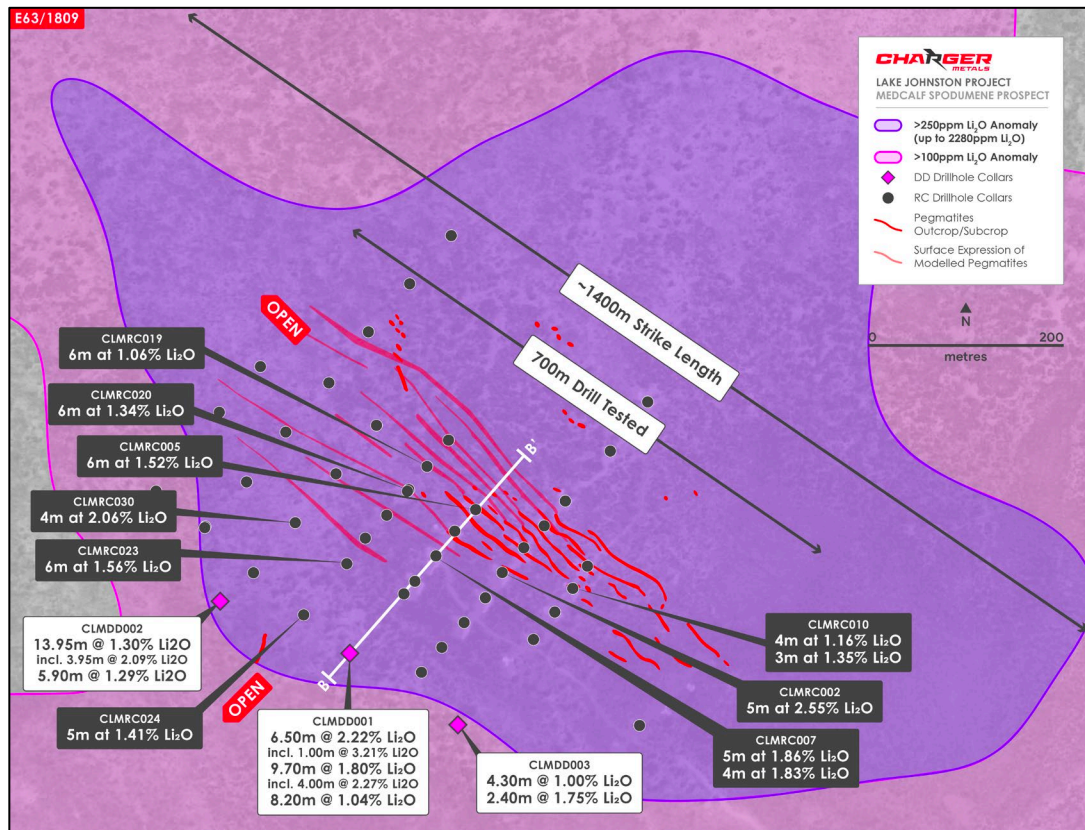 E63/1809
CHARGER
METALS
LAKE JOHNSTON PROJECT
MEDCALF SPODUMENE PROSPECT
>250ppm Li₂O Anomaly
(up to 2280ppm Li₂O)
>100ppm Li₂O Anomaly
DD Drillhole Collars
RC Drillhole Collars
Pegmatites
Outcrop/Subcrop
Surface Expression of
Modelled Pegmatites
N
0 200
metres
~1400m Strike Length
700m Drill Tested
OPEN
CLMRC019
6m at 1.06% Li₂O
CLMRC020
6m at 1.34% Li₂O
CLMRC005
6m at 1.52% Li₂O
CLMRC030
4m at 2.06% Li₂O
CLMRC023
6m at 1.56% Li₂O
B'
B
CLMDD002
13.95m @ 1.30% Li2O
incl. 3.95m @ 2.09% Li2O
5.90m @ 1.29% Li2O
OPEN
CLMRC024
5m at 1.41% Li₂O
CLMDD001
6.50m @ 2.22% Li₂O
incl. 1.00m @ 3.21% Li2O
9.70m @ 1.80% Li₂O
incl. 4.00m @ 2.27% Li2O
8.20m @ 1.04% Li₂O
CLMDD003
4.30m @ 1.00% Li₂O
2.40m @ 1.75% Li₂O
CLMRC010
4m at 1.16% Li₂O
3m at 1.35% Li₂O
CLMRC002
5m at 2.55% Li₂O
CLMRC007
5m at 1.86% Li₂O
4m at 1.83% Li₂O